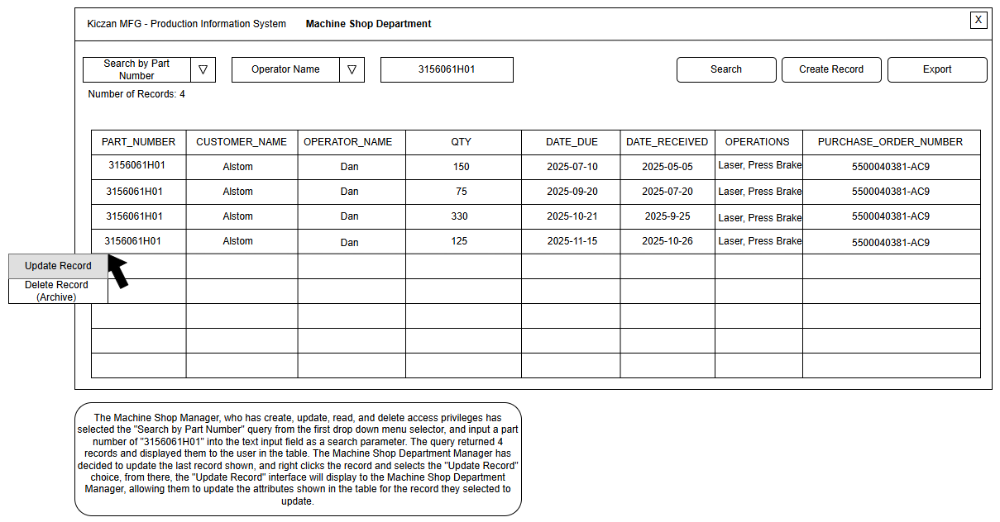 Kiczan MFG - Production Information System Machine Shop Department X
Search by Part
Number
▽
Operator Name ▽
3156061H01
Search
Create Record
Export
Number of Records: 4
PART_NUMBER CUSTOMER_NAME OPERATOR_NAME QTY DATE_DUE DATE_RECEIVED OPERATIONS PURCHASE_ORDER_NUMBER
3156061H01 Alstom Dan 150 2025-07-10 2025-05-05 Laser, Press Brake 5500040381-AC9
3156061H01 Alstom Dan 75 2025-09-20 2025-07-20 Laser, Press Brake 5500040381-AC9
3156061H01 Alstom Dan 330 2025-10-21 2025-9-25 Laser, Press Brake 5500040381-AC9
3156061H01 Alstom Dan 125 2025-11-15 2025-10-26 Laser, Press Brake 5500040381-AC9
Update Record
Delete Record
(Archive)
The Machine Shop Manager, who has create, update, read, and delete access privileges has
selected the "Search by Part Number" query from the first drop down menu selector, and input a part
number of "3156061H01" into the text input field as a search parameter. The query returned 4
records and displayed them to the user in the table. The Machine Shop Department Manager has
decided to update the last record shown, and right clicks the record and selects the "Update Record"
choice, from there, the "Update Record" interface will display to the Machine Shop Department
Manager, allowing them to update the attributes shown in the table for the record they selected to
update.